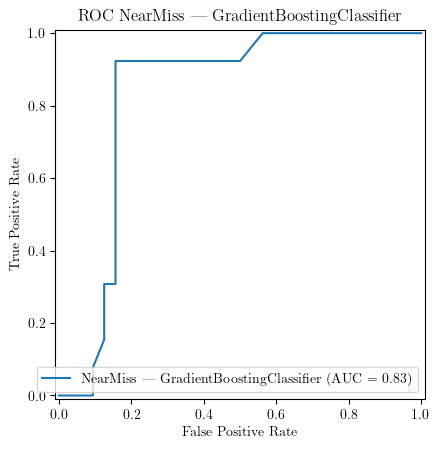 ROC NearMiss — GradientBoostingClassifier
1.0
0.8
0.6
0.4
0.2
0.0
True Positive Rate
NearMiss — GradientBoostingClassifier (AUC = 0.83)
0.0 0.2 0.4 0.6 0.8 1.0
False Positive Rate